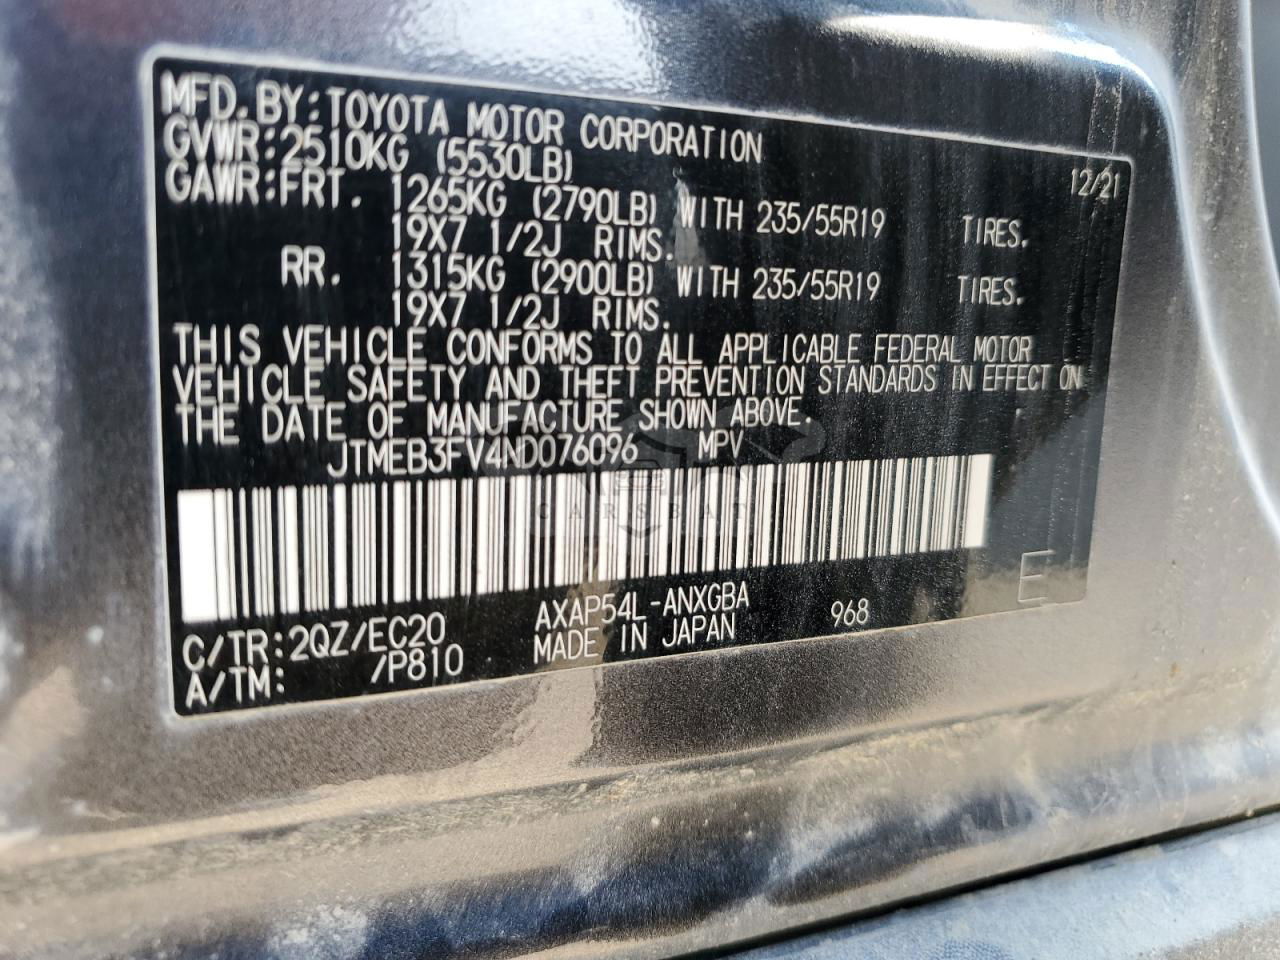 MFD.BY:TOYOTA MOTOR CORPORATION 12/21
GVWR:2510KG (5530LB)
GAWR:FRT. 1265KG (2790LB) WITH 235/55R19 TIRES.
19X7 1/2J RIMS.
RR. 1315KG (2900LB) WITH 235/55R19 TIRES.
19X7 1/2J RIMS.
THIS VEHICLE CONFORMS TO ALL APPLICABLE FEDERAL MOTOR
VEHICLE SAFETY AND THEFT PREVENTION STANDARDS IN EFFECT ON
THE DATE OF MANUFACTURE SHOWN ABOVE.
JTMEB3FV4ND076096 MPV
CARSBAT
E
C/TR:2QZ/EC20 AXAP54L-ANXGBA 968
A/TM: /P810 MADE IN JAPAN